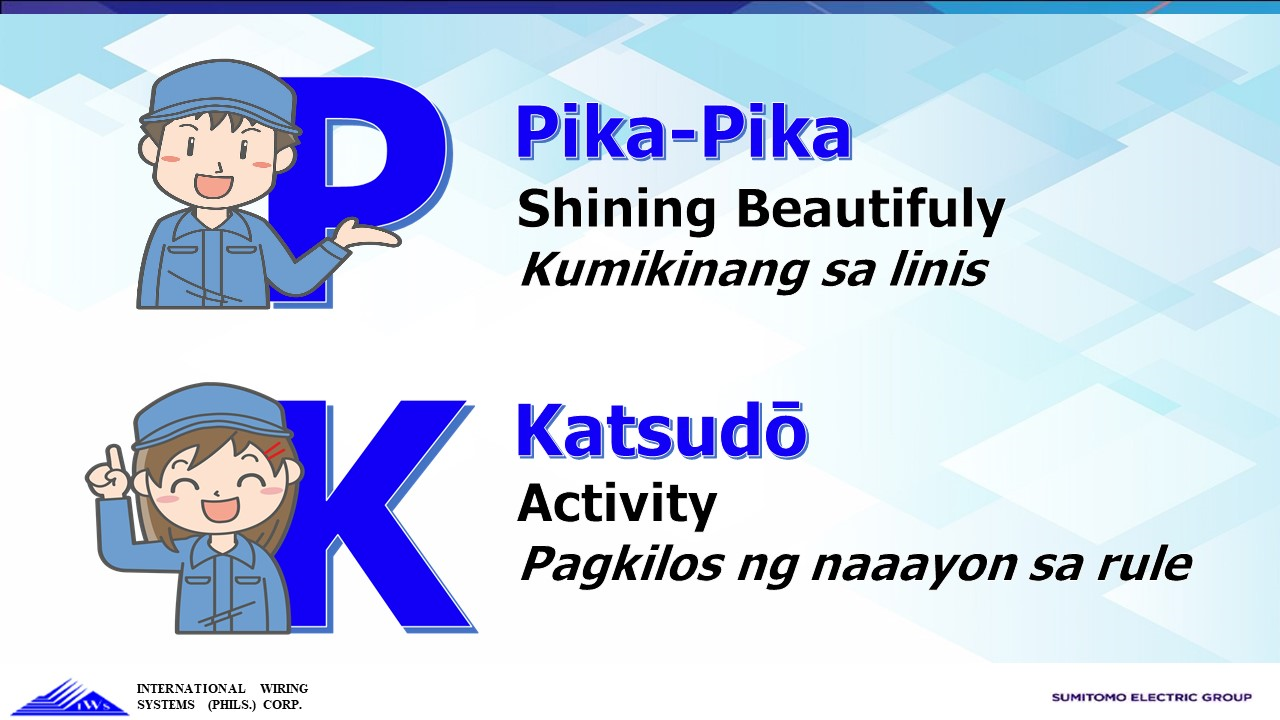 P
Pika-Pika
Shining Beautifuly
Kumikinang sa linis
K
Katsudō
Activity
Pagkilos ng naaayon sa rule
IWS
INTERNATIONAL WIRING
SYSTEMS (PHILS.) CORP.
SUMITOMO ELECTRIC GROUP